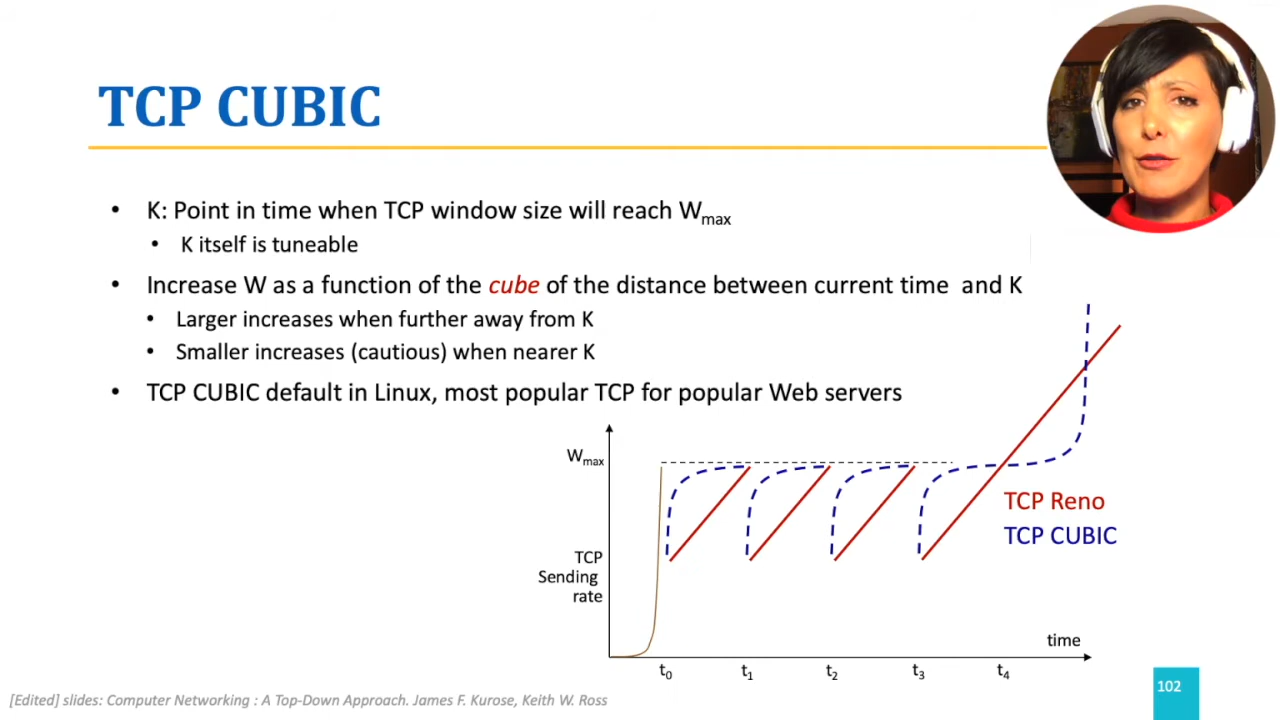 TCP CUBIC
• K: Point in time when TCP window size will reach Wmax
• K itself is tuneable
• Increase W as a function of the cube of the distance between current time and K
• Larger increases when further away from K
• Smaller increases (cautious) when nearer K
• TCP CUBIC default in Linux, most popular TCP for popular Web servers
Wmax
TCP Reno
TCP CUBIC
TCP
Sending
rate
time
t0 t1 t2 t3 t4
[Edited] slides: Computer Networking : A Top-Down Approach. James F. Kurose, Keith W. Ross
102